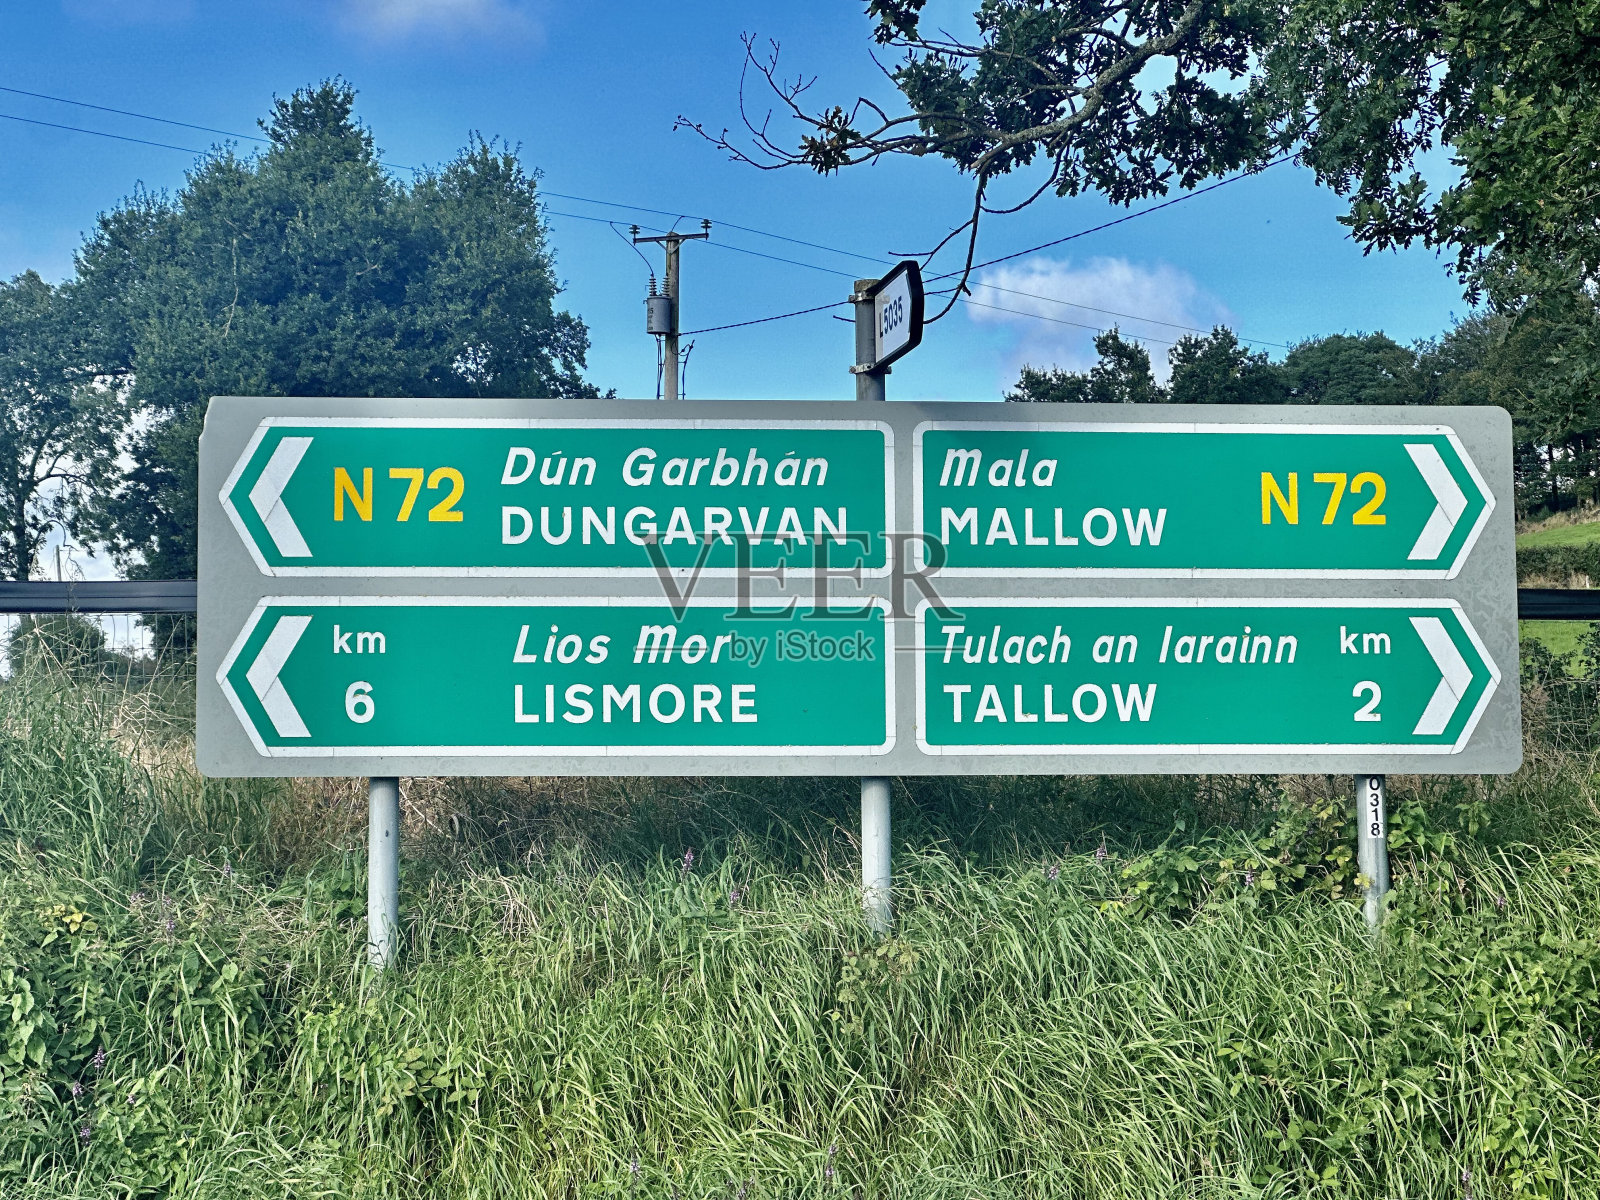 L5035
N72
Dún Garbhán
DUNGARVAN
Mala
MALLOW
N72
km
6
Lios Mor
LISMORE
Tulach an Iarainn
TALLOW
km
2
0318
VEER
by iStock